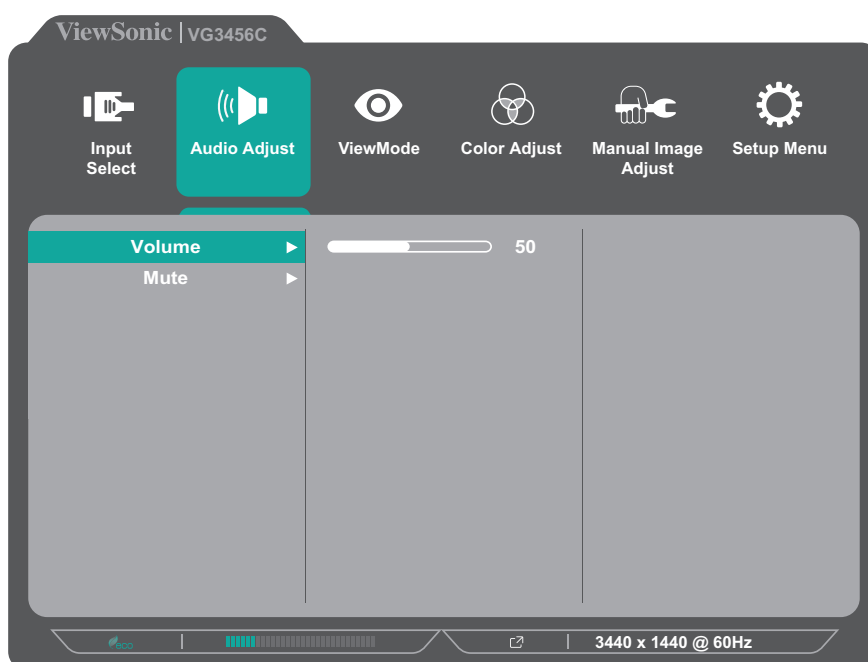 ViewSonic | VG3456C
Input Select
Audio Adjust
ViewMode
Color Adjust
Manual Image Adjust
Setup Menu
Volume
50
Mute
eco
3440 x 1440 @ 60Hz